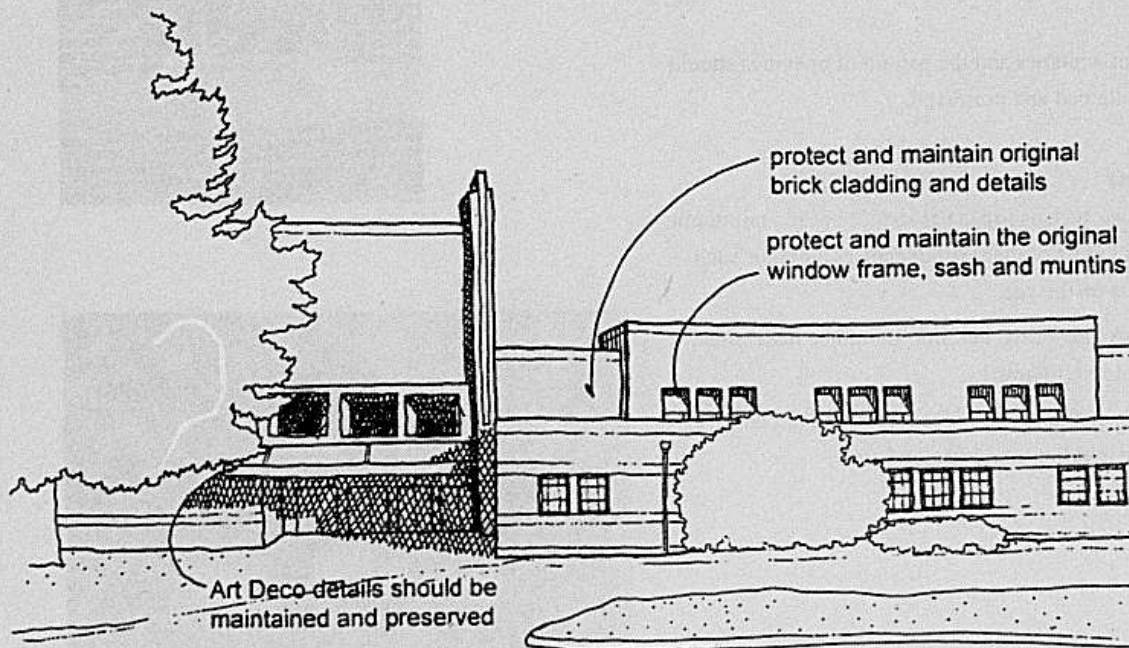 protect and maintain original
brick cladding and details
protect and maintain the original
window frame, sash and muntins
Art Deco details should be
maintained and preserved